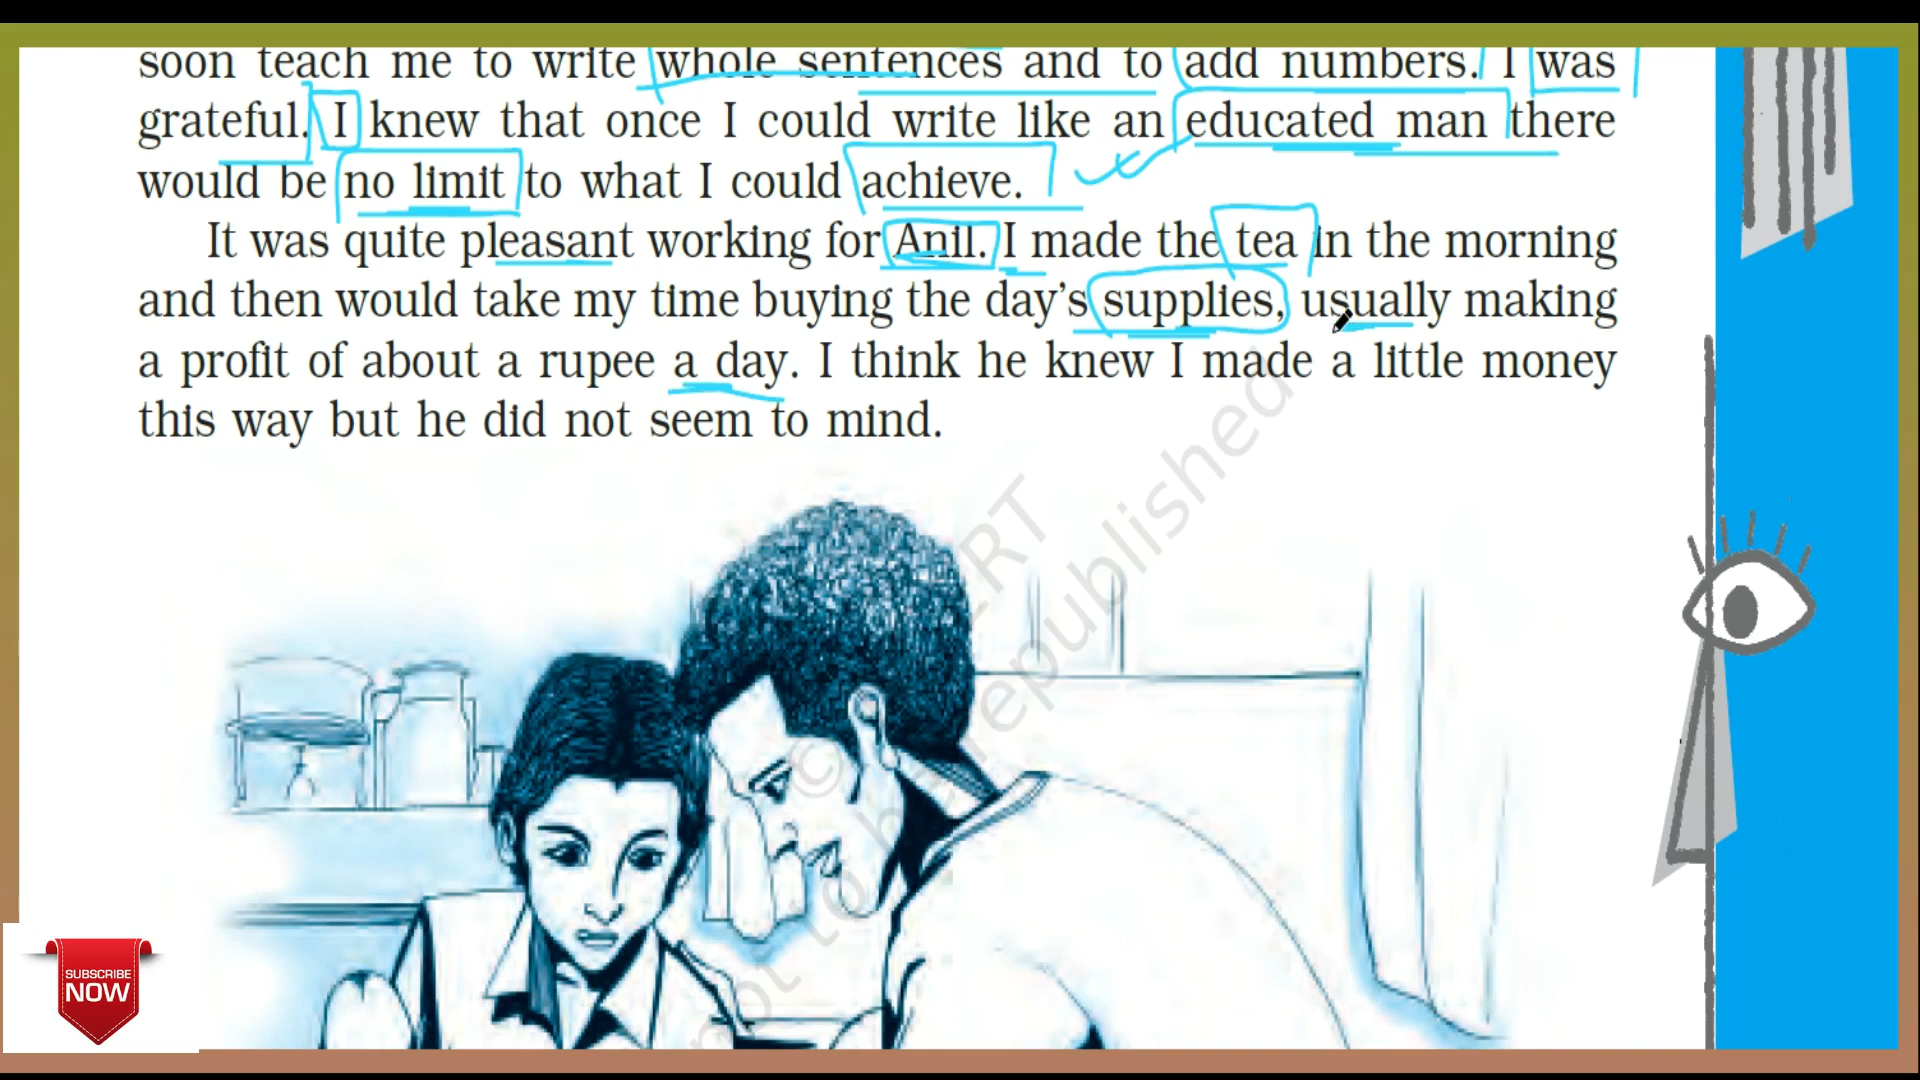 soon teach me to write whole sentences and to add numbers. I was
grateful. I knew that once I could write like an educated man there
would be no limit to what I could achieve.
It was quite pleasant working for Anil. I made the tea in the morning
and then would take my time buying the day's supplies, usually making
a profit of about a rupee a day. I think he knew I made a little money
this way but he did not seem to mind.
not to be republished
SUBSCRIBE
NOW